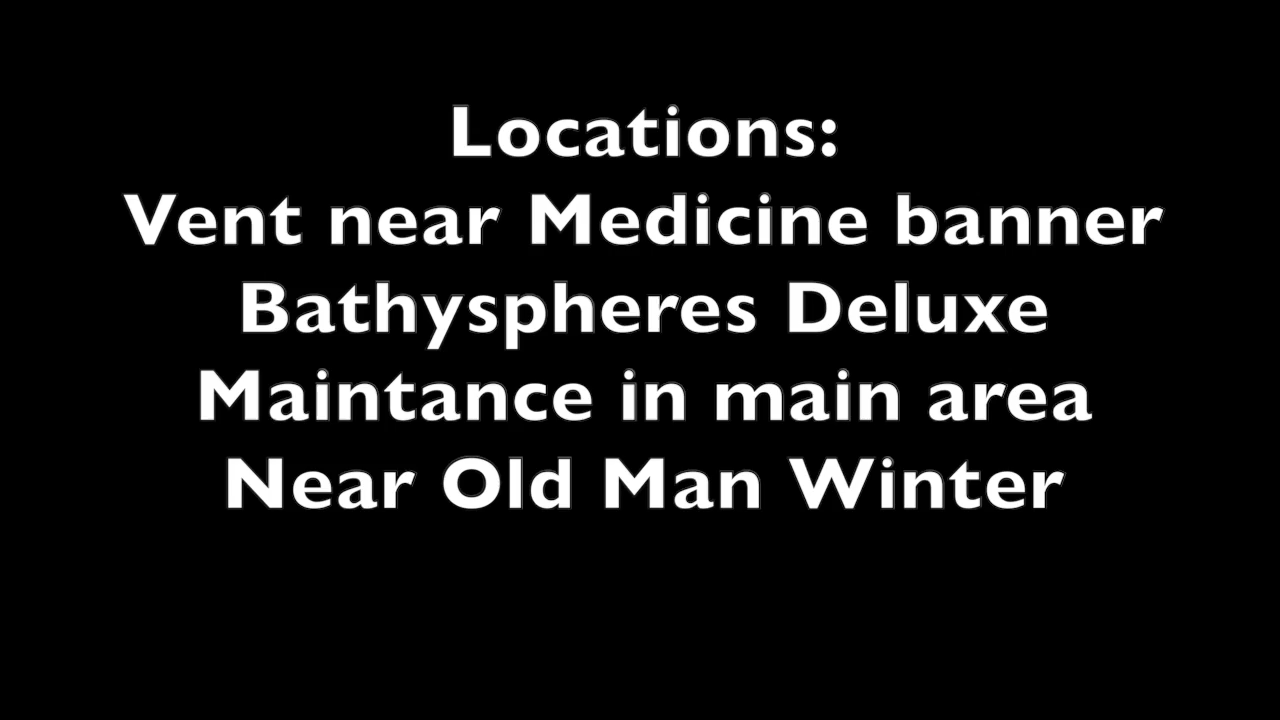 Locations:
Vent near Medicine banner
Bathyspheres Deluxe
Maintance in main area
Near Old Man Winter